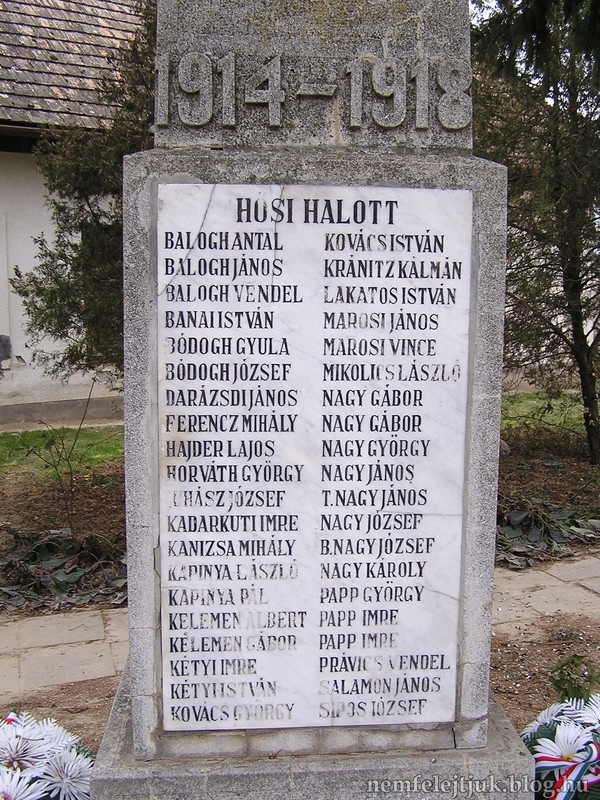 1914-1918
HŐSI HALOTT
BALOGH ANTAL
BALOGH JÁNOS
BALOGH VENDEL
BANAI ISTVÁN
BÓDOGH GYULA
BÓDOGH JÓZSEF
DARÁZSDI JÁNOS
FERENCZ MIHÁLY
HAJDER LAJOS
HORVÁTH GYÖRGY
JUHÁSZ JÓZSEF
KADARKUTI IMRE
KANIZSA MIHÁLY
KAPINYA LÁSZLÓ
KAPINYA PÁL
KELEMEN ALBERT
KELEMEN GÁBOR
KÉTYI IMRE
KÉTYI ISTVÁN
KOVÁCS GYÖRGY
KOVÁCS ISTVÁN
KRÁNITZ KÁLMÁN
LAKATOS ISTVÁN
MAROSI JÁNOS
MAROSI VINCE
MIKOLICS LÁSZLÓ
NAGY GÁBOR
NAGY GÁBOR
NAGY GYÖRGY
NAGY JÁNOS
T. NAGY JÁNOS
NAGY JÓZSEF
B. NAGY JÓZSEF
NAGY KÁROLY
PAPP GYÖRGY
PAPP IMRE
PAPP IMRE
PRÁVICS VENDEL
SALAMON JÁNOS
SIPOS JÓZSEF
nemfelejtjuk.blog.hu